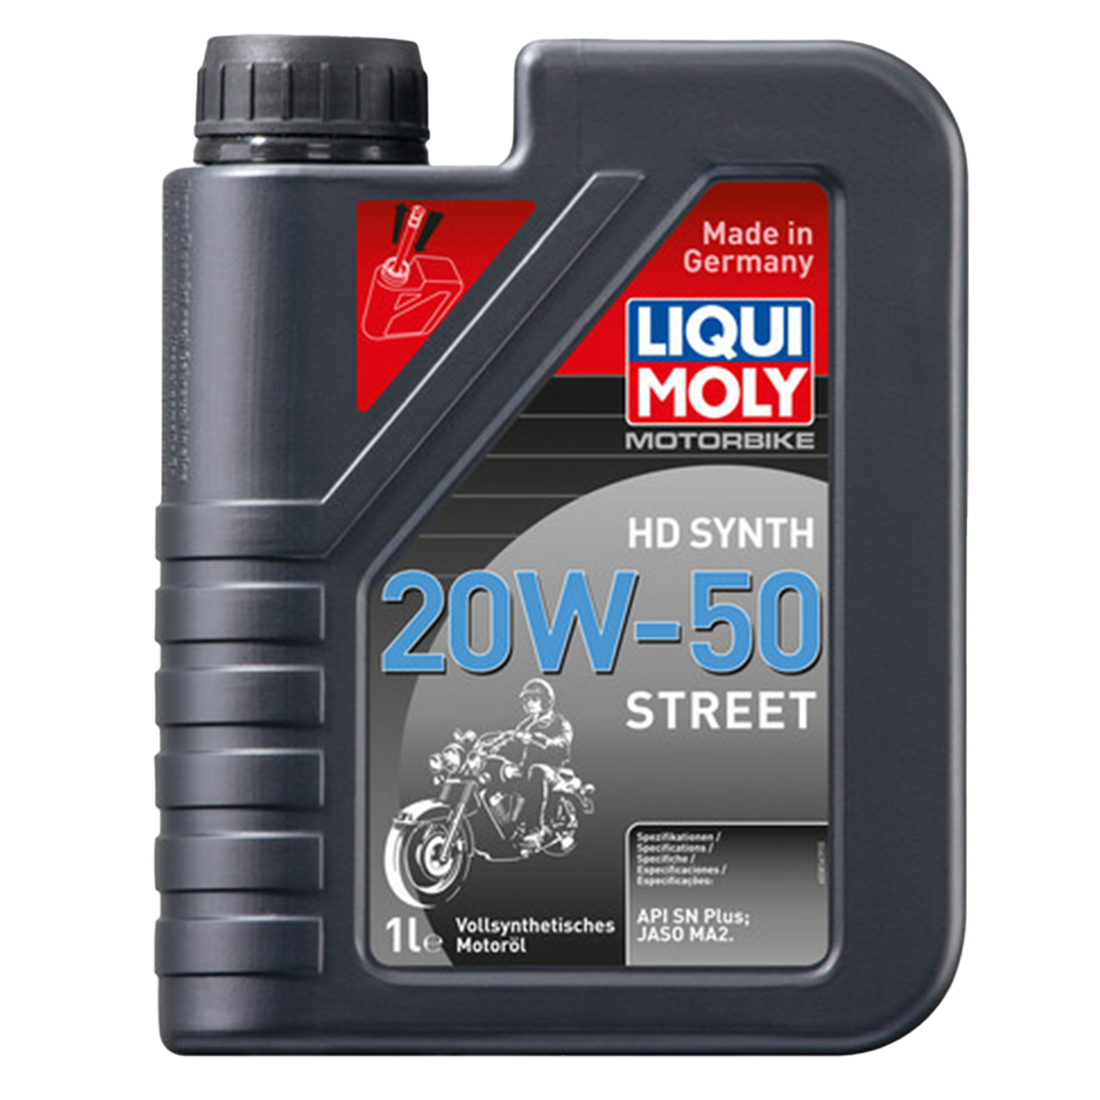 Made in
Germany
LIQUI
MOLY
MOTORBIKE
HD SYNTH
20W-50
STREET
Spezifikationen /
Specifications /
Specifiche /
Especificaciones /
Especificações:
API SN Plus;
JASO MA2.
1L e
Vollsynthetisches
Motoröl